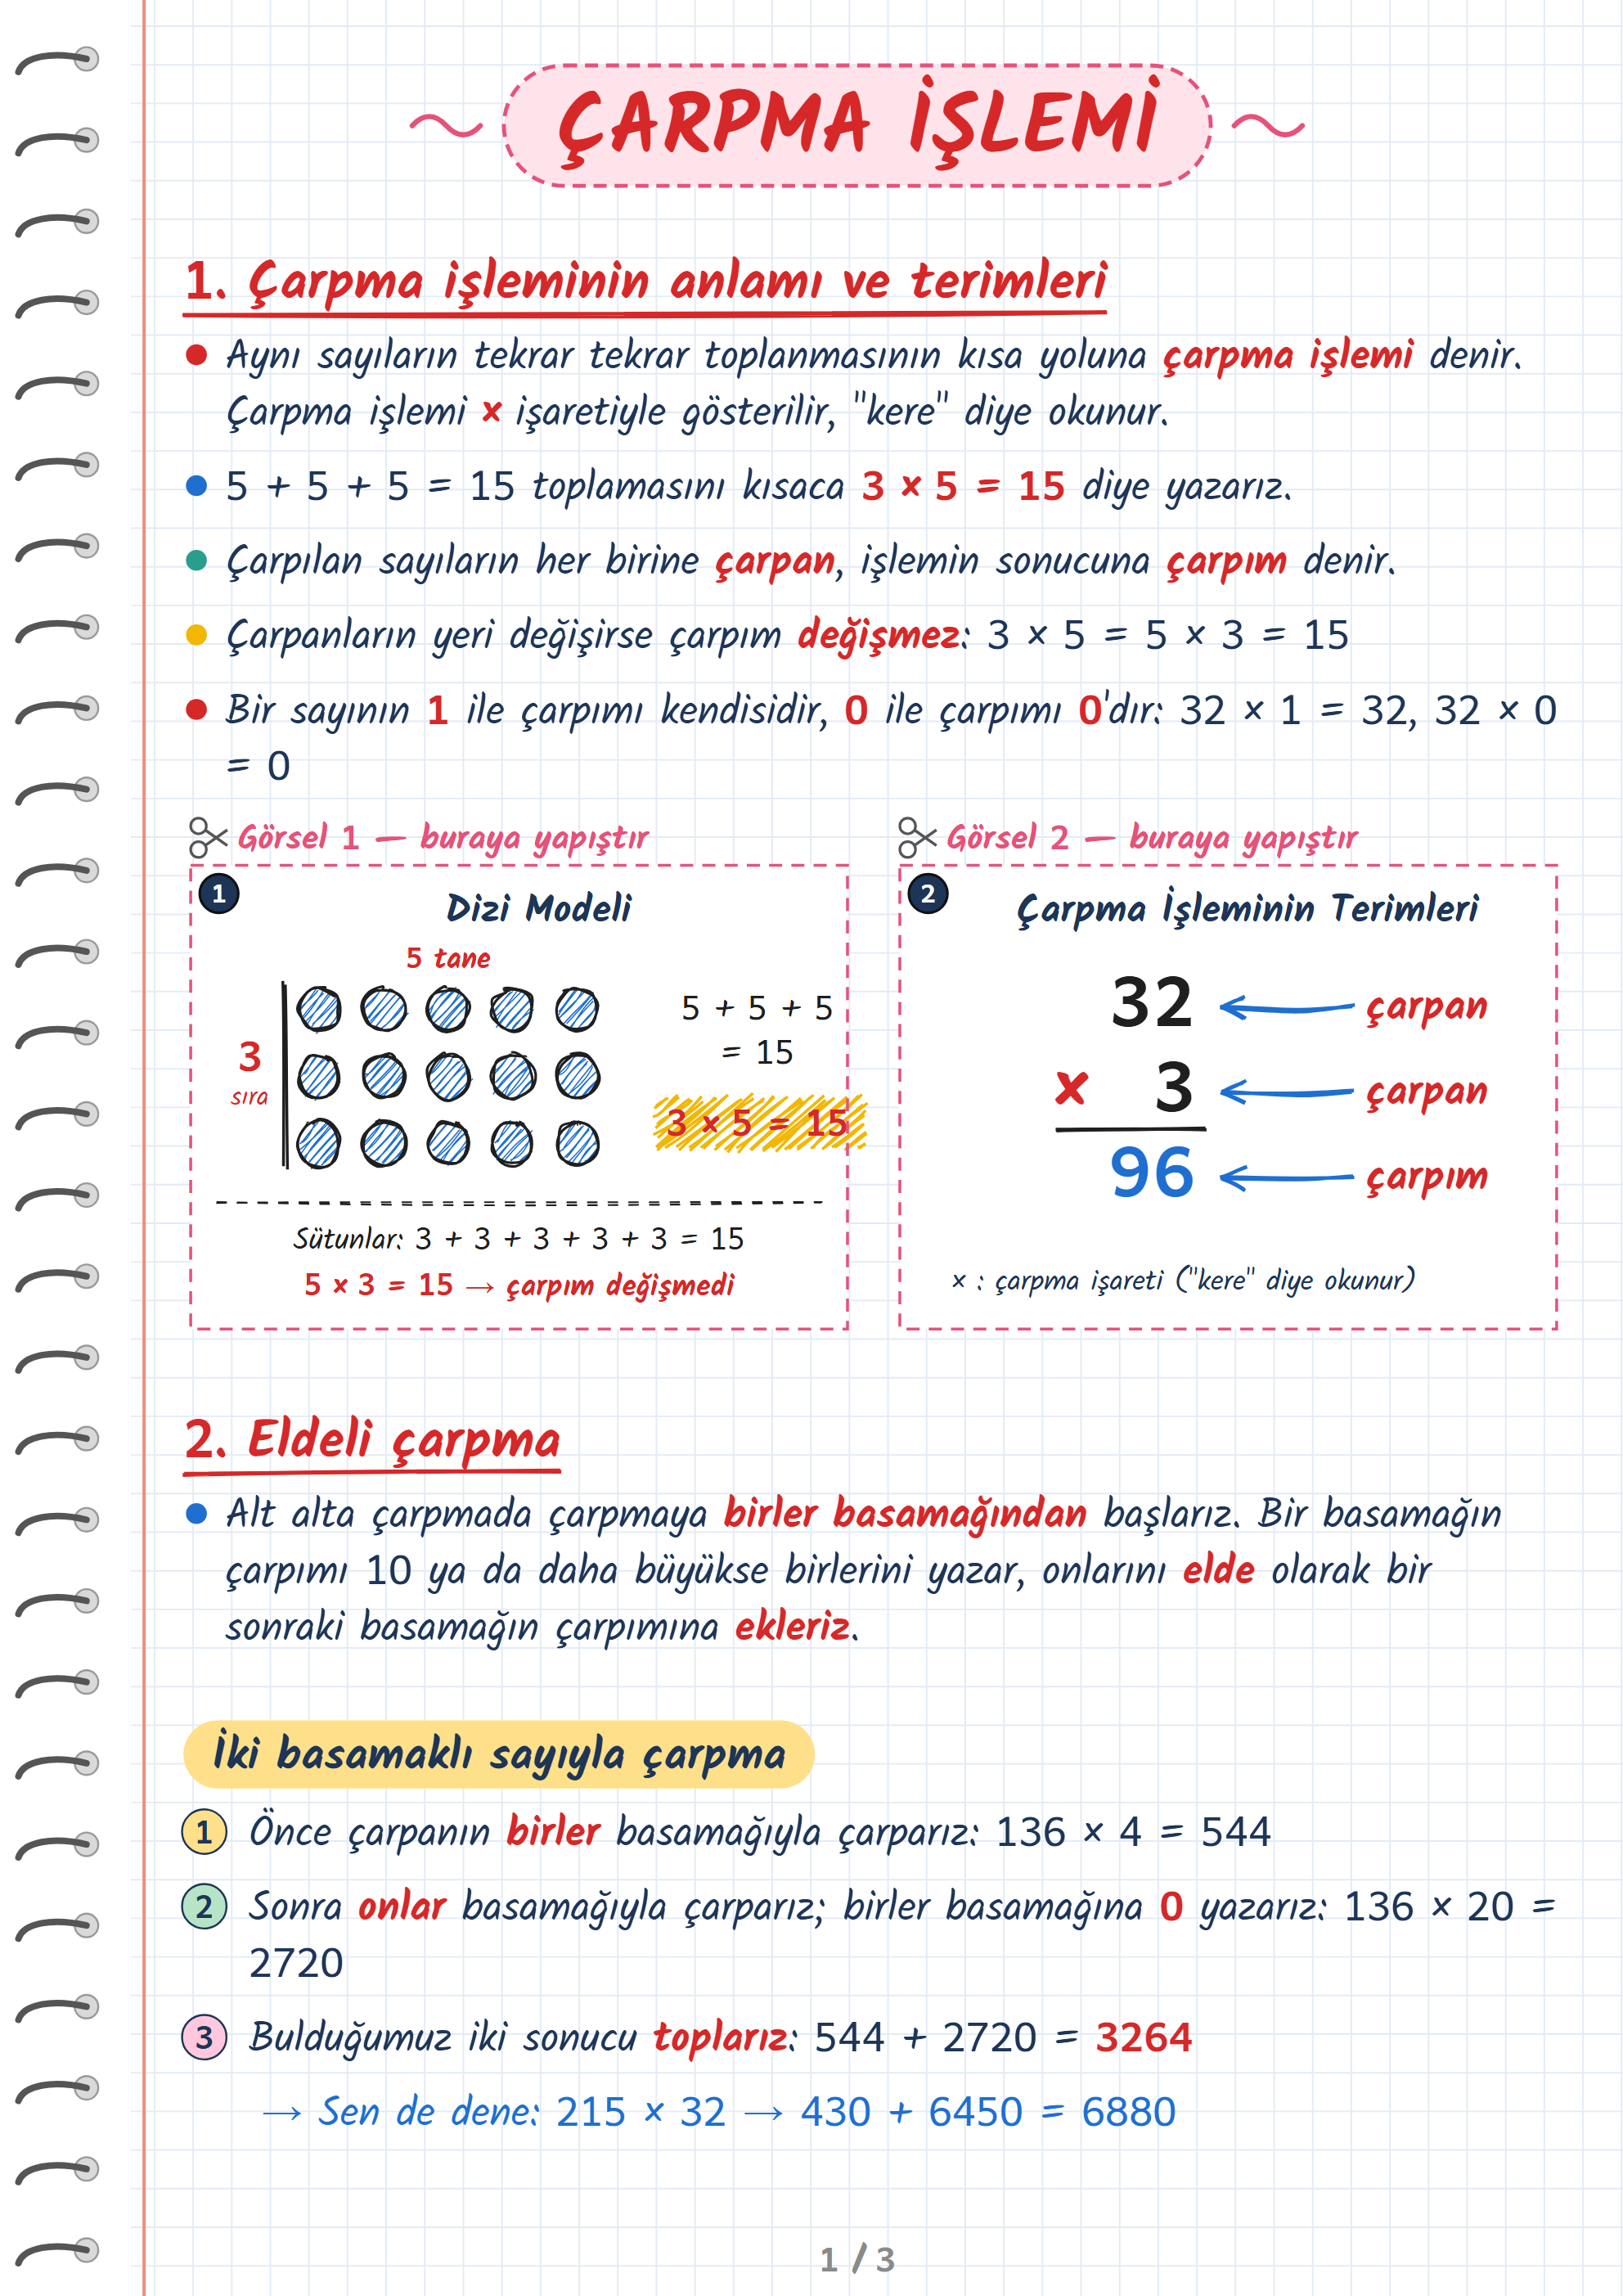 ÇARPMA İŞLEMİ
1. Çarpma işleminin anlamı ve terimleri
Aynı sayıların tekrar tekrar toplanmasının kısa yoluna çarpma işlemi denir.
Çarpma işlemi × işaretiyle gösterilir, "kere" diye okunur.
5 + 5 + 5 = 15 toplamasını kısaca 3 × 5 = 15 diye yazarız.
Çarpılan sayıların her birine çarpan, işlemin sonucuna çarpım denir.
Çarpanların yeri değişirse çarpım değişmez: 3 × 5 = 5 × 3 = 15
Bir sayının 1 ile çarpımı kendisidir, 0 ile çarpımı 0'dır: 32 × 1 = 32, 32 × 0
= 0
Görsel 1 — buraya yapıştır
1
Dizi Modeli
5 tane
3
sıra
5 + 5 + 5
= 15
3 × 5 = 15
Sütunlar: 3 + 3 + 3 + 3 + 3 = 15
5 × 3 = 15 → çarpım değişmedi
Görsel 2 — buraya yapıştır
2
Çarpma İşleminin Terimleri
32 ← çarpan
× 3 ← çarpan
96 ← çarpım
× : çarpma işareti ("kere" diye okunur)
2. Eldeli çarpma
Alt alta çarpmada çarpmaya birler basamağından başlarız. Bir basamağın
çarpımı 10 ya da daha büyükse birlerini yazar, onlarını elde olarak bir
sonraki basamağın çarpımına ekleriz.
İki basamaklı sayıyla çarpma
1 Önce çarpanın birler basamağıyla çarparız: 136 × 4 = 544
2 Sonra onlar basamağıyla çarparız; birler basamağına 0 yazarız: 136 × 20 =
2720
3 Bulduğumuz iki sonucu toplarız: 544 + 2720 = 3264
→ Sen de dene: 215 × 32 → 430 + 6450 = 6880
1 / 3